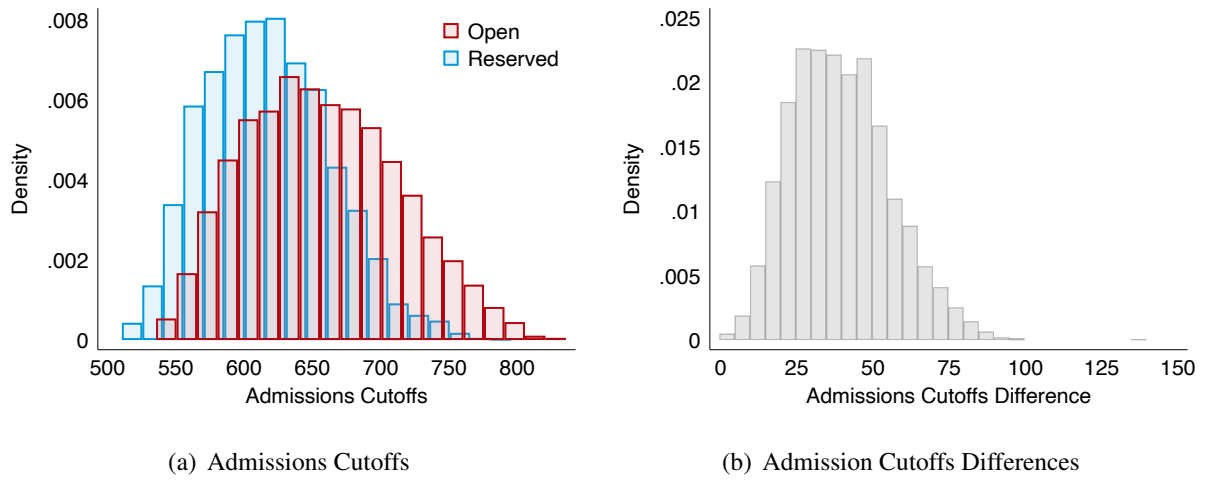 .008
.006
.004
.002
0
Density
500 550 600 650 700 750 800
Admissions Cutoffs
Open
Reserved
(a) Admissions Cutoffs
.025
.02
.015
.01
.005
0
Density
0 25 50 75 100 125 150
Admissions Cutoffs Difference
(b) Admission Cutoffs Differences